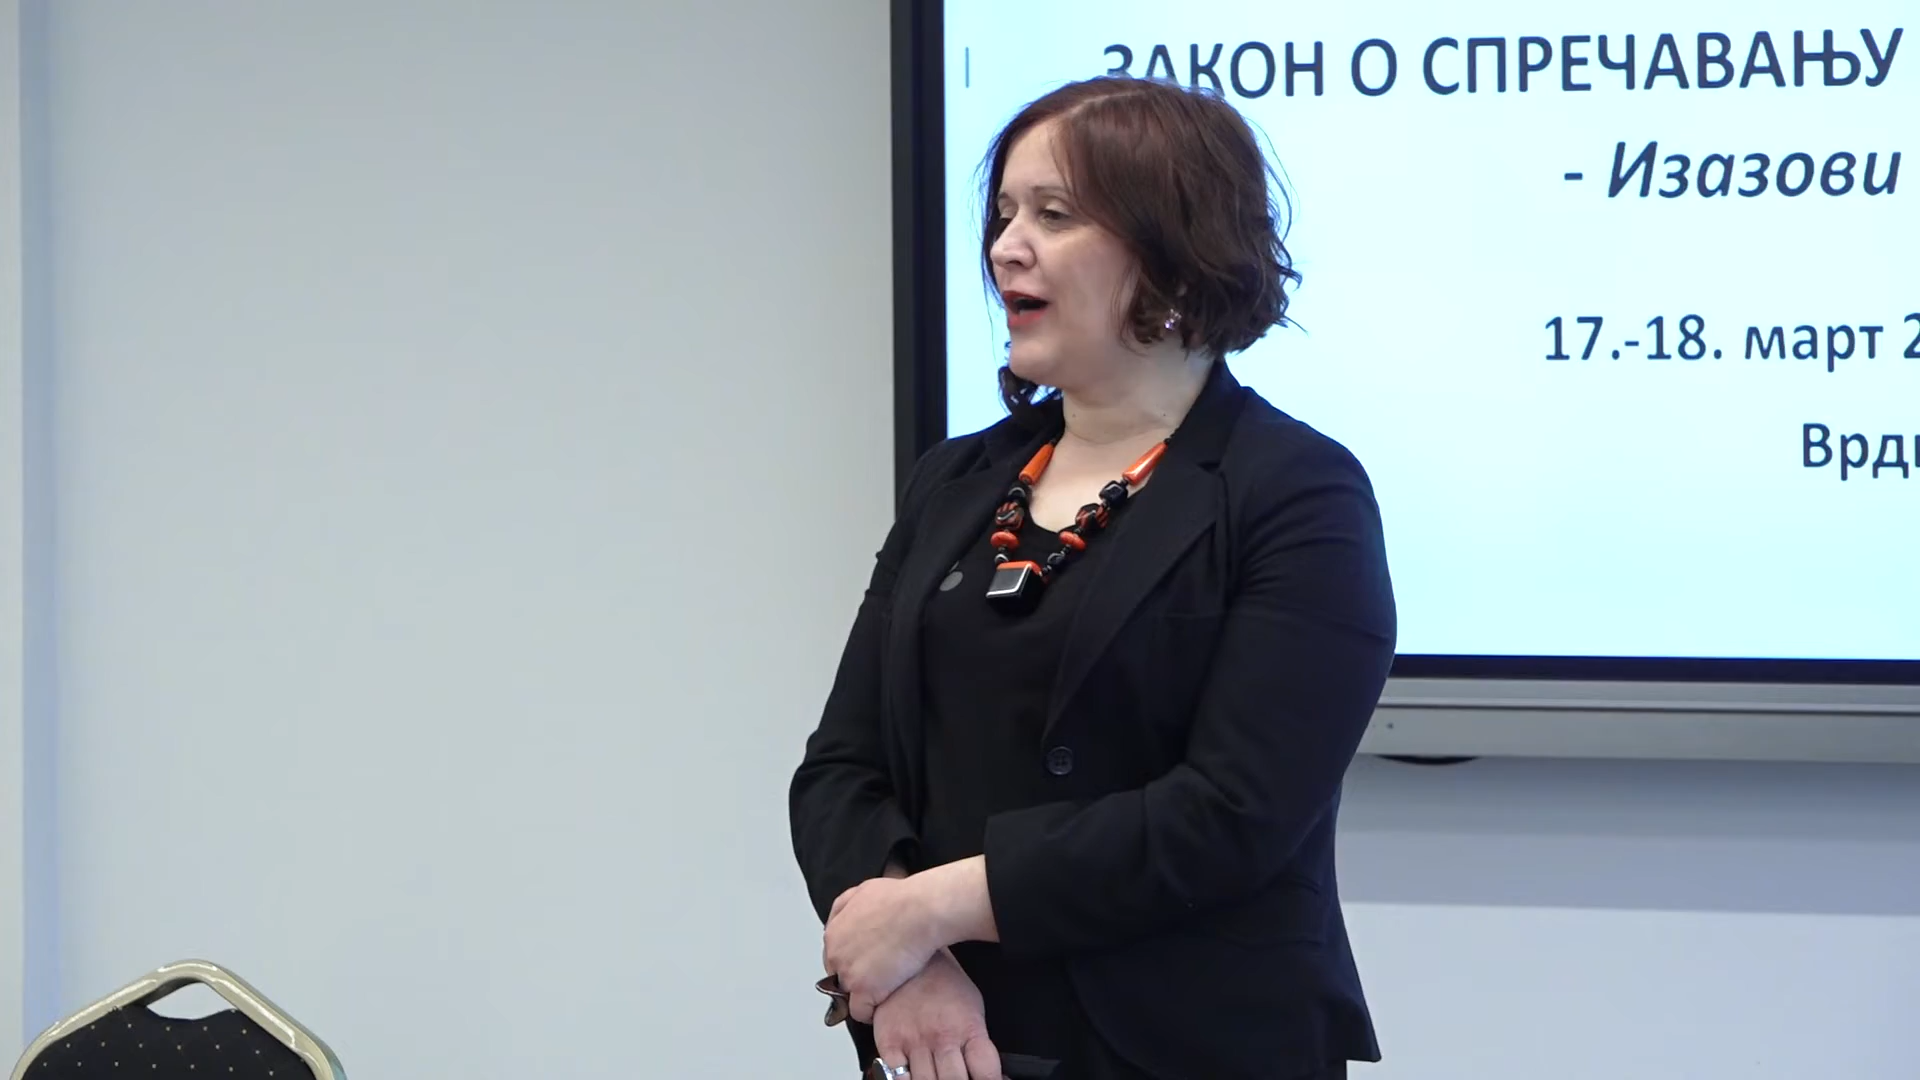 ЗАКОН О СПРЕЧАВАЊУ
- Изазови
17.-18. март